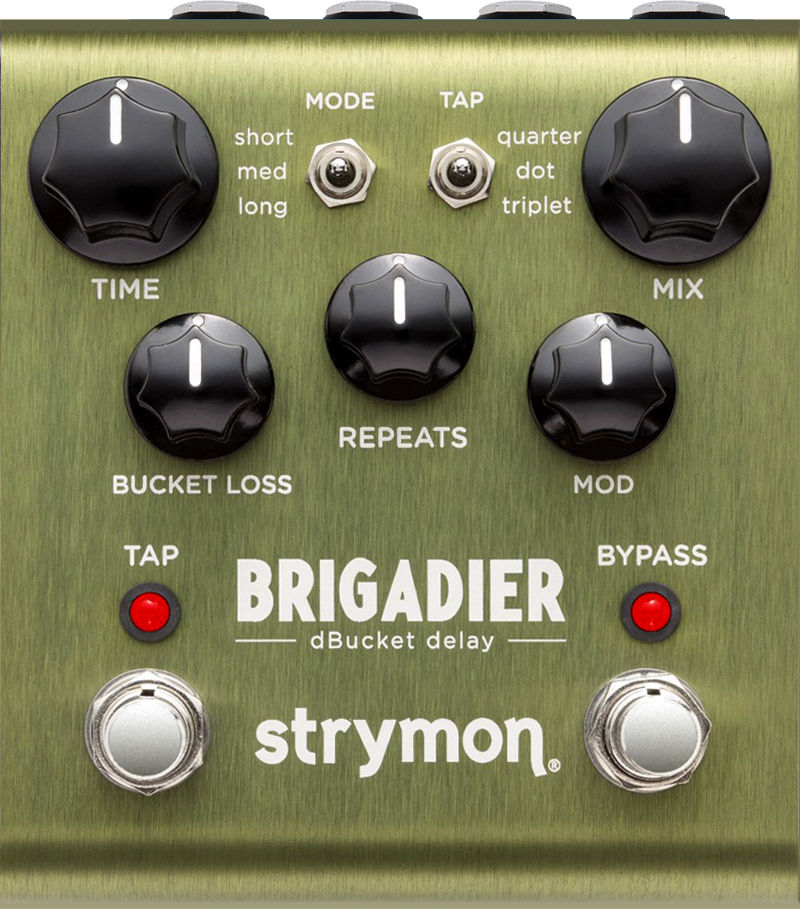 MODE
TAP
short
med
long
quarter
dot
triplet
TIME
MIX
REPEATS
BUCKET LOSS
MOD
TAP
BYPASS
BRIGADIER
dBucket delay
strymon®